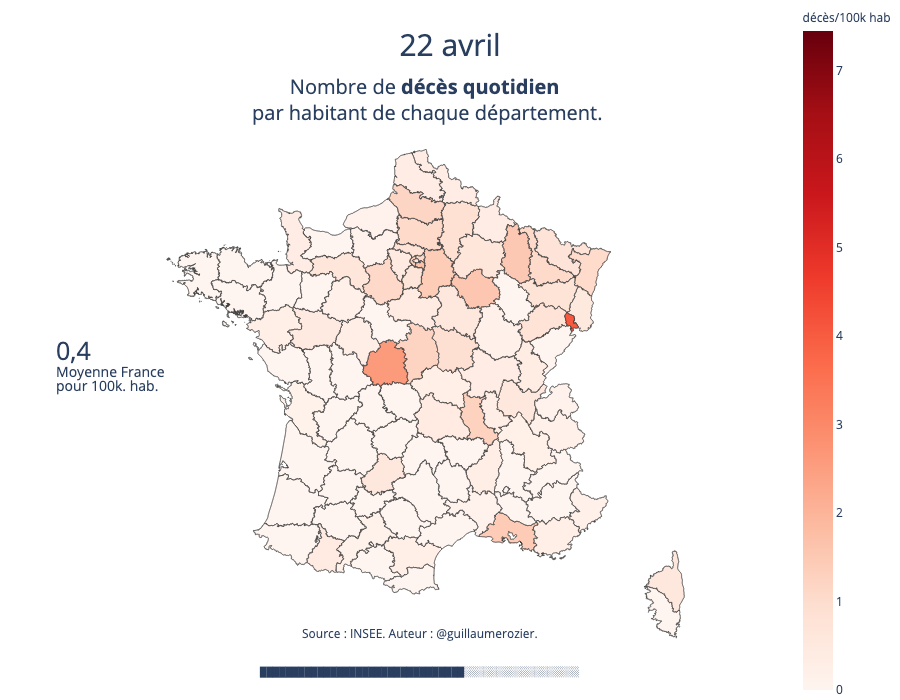 22 avril
Nombre de décès quotidien
par habitant de chaque département.
décès/100k hab
7
6
5
4
3
2
1
0
0,4
Moyenne France
pour 100k. hab.
Source : INSEE. Auteur : @guillaumerozier.